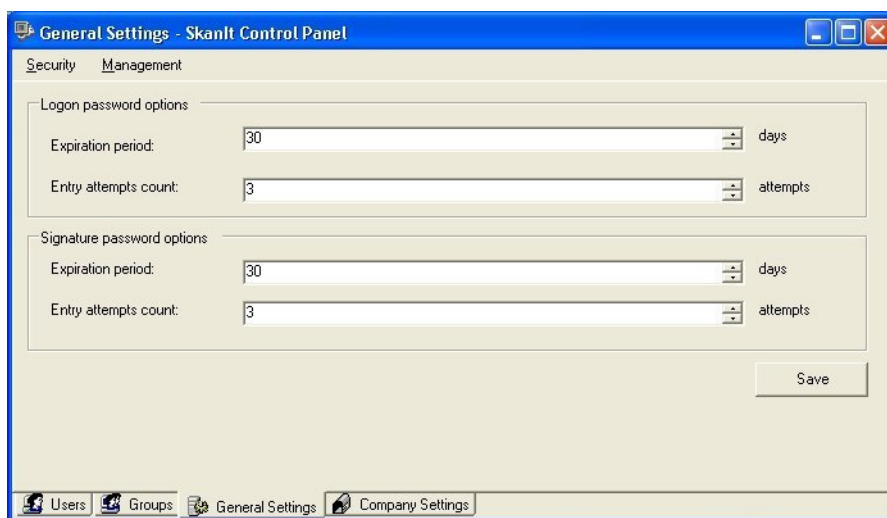 General Settings - SkanIt Control Panel
Security Management
Logon password options
Expiration period: 30 days
Entry attempts count: 3 attempts
Signature password options
Expiration period: 30 days
Entry attempts count: 3 attempts
Save
Users Groups General Settings Company Settings